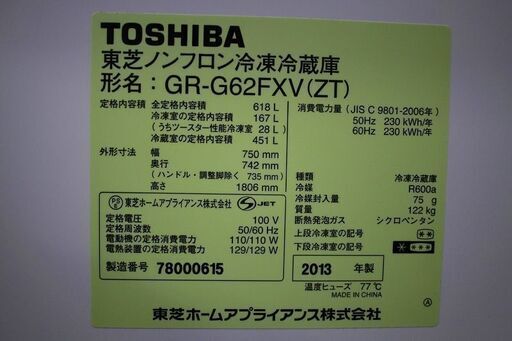 TOSHIBA
東芝ノンフロン冷凍冷蔵庫
形名：GR-G62FXV(ZT)
定格内容積 全定格内容積 618 L
冷凍室の定格内容積 167 L
(うちツースター性能冷凍室 28 L)
冷蔵室の定格内容積 451 L
外形寸法 幅 750 mm
奥行 742 mm
(ハンドル・調整脚除く 735 mm)
高さ 1806 mm
PS E 東芝ホームアプライアンス株式会社 S JET
定格電圧 100 V
定格周波数 50/60 Hz
電動機の定格消費電力 110/110 W
電熱装置の定格消費電力 129/129 W
製造番号 78000615
消費電力量 (JIS C 9801-2006年)
50Hz 230 kWh/年
60Hz 230 kWh/年
種類 冷凍冷蔵庫
冷媒 R600a
冷媒封入量 75 g
質量 122 kg
断熱発泡ガス シクロペンタン
上段冷凍室の記号 **
下段冷凍室の記号 * ***
2013 年製
温度ヒューズ 77℃
MADE IN CHINA
Ⓐ
東芝ホームアプライアンス株式会社